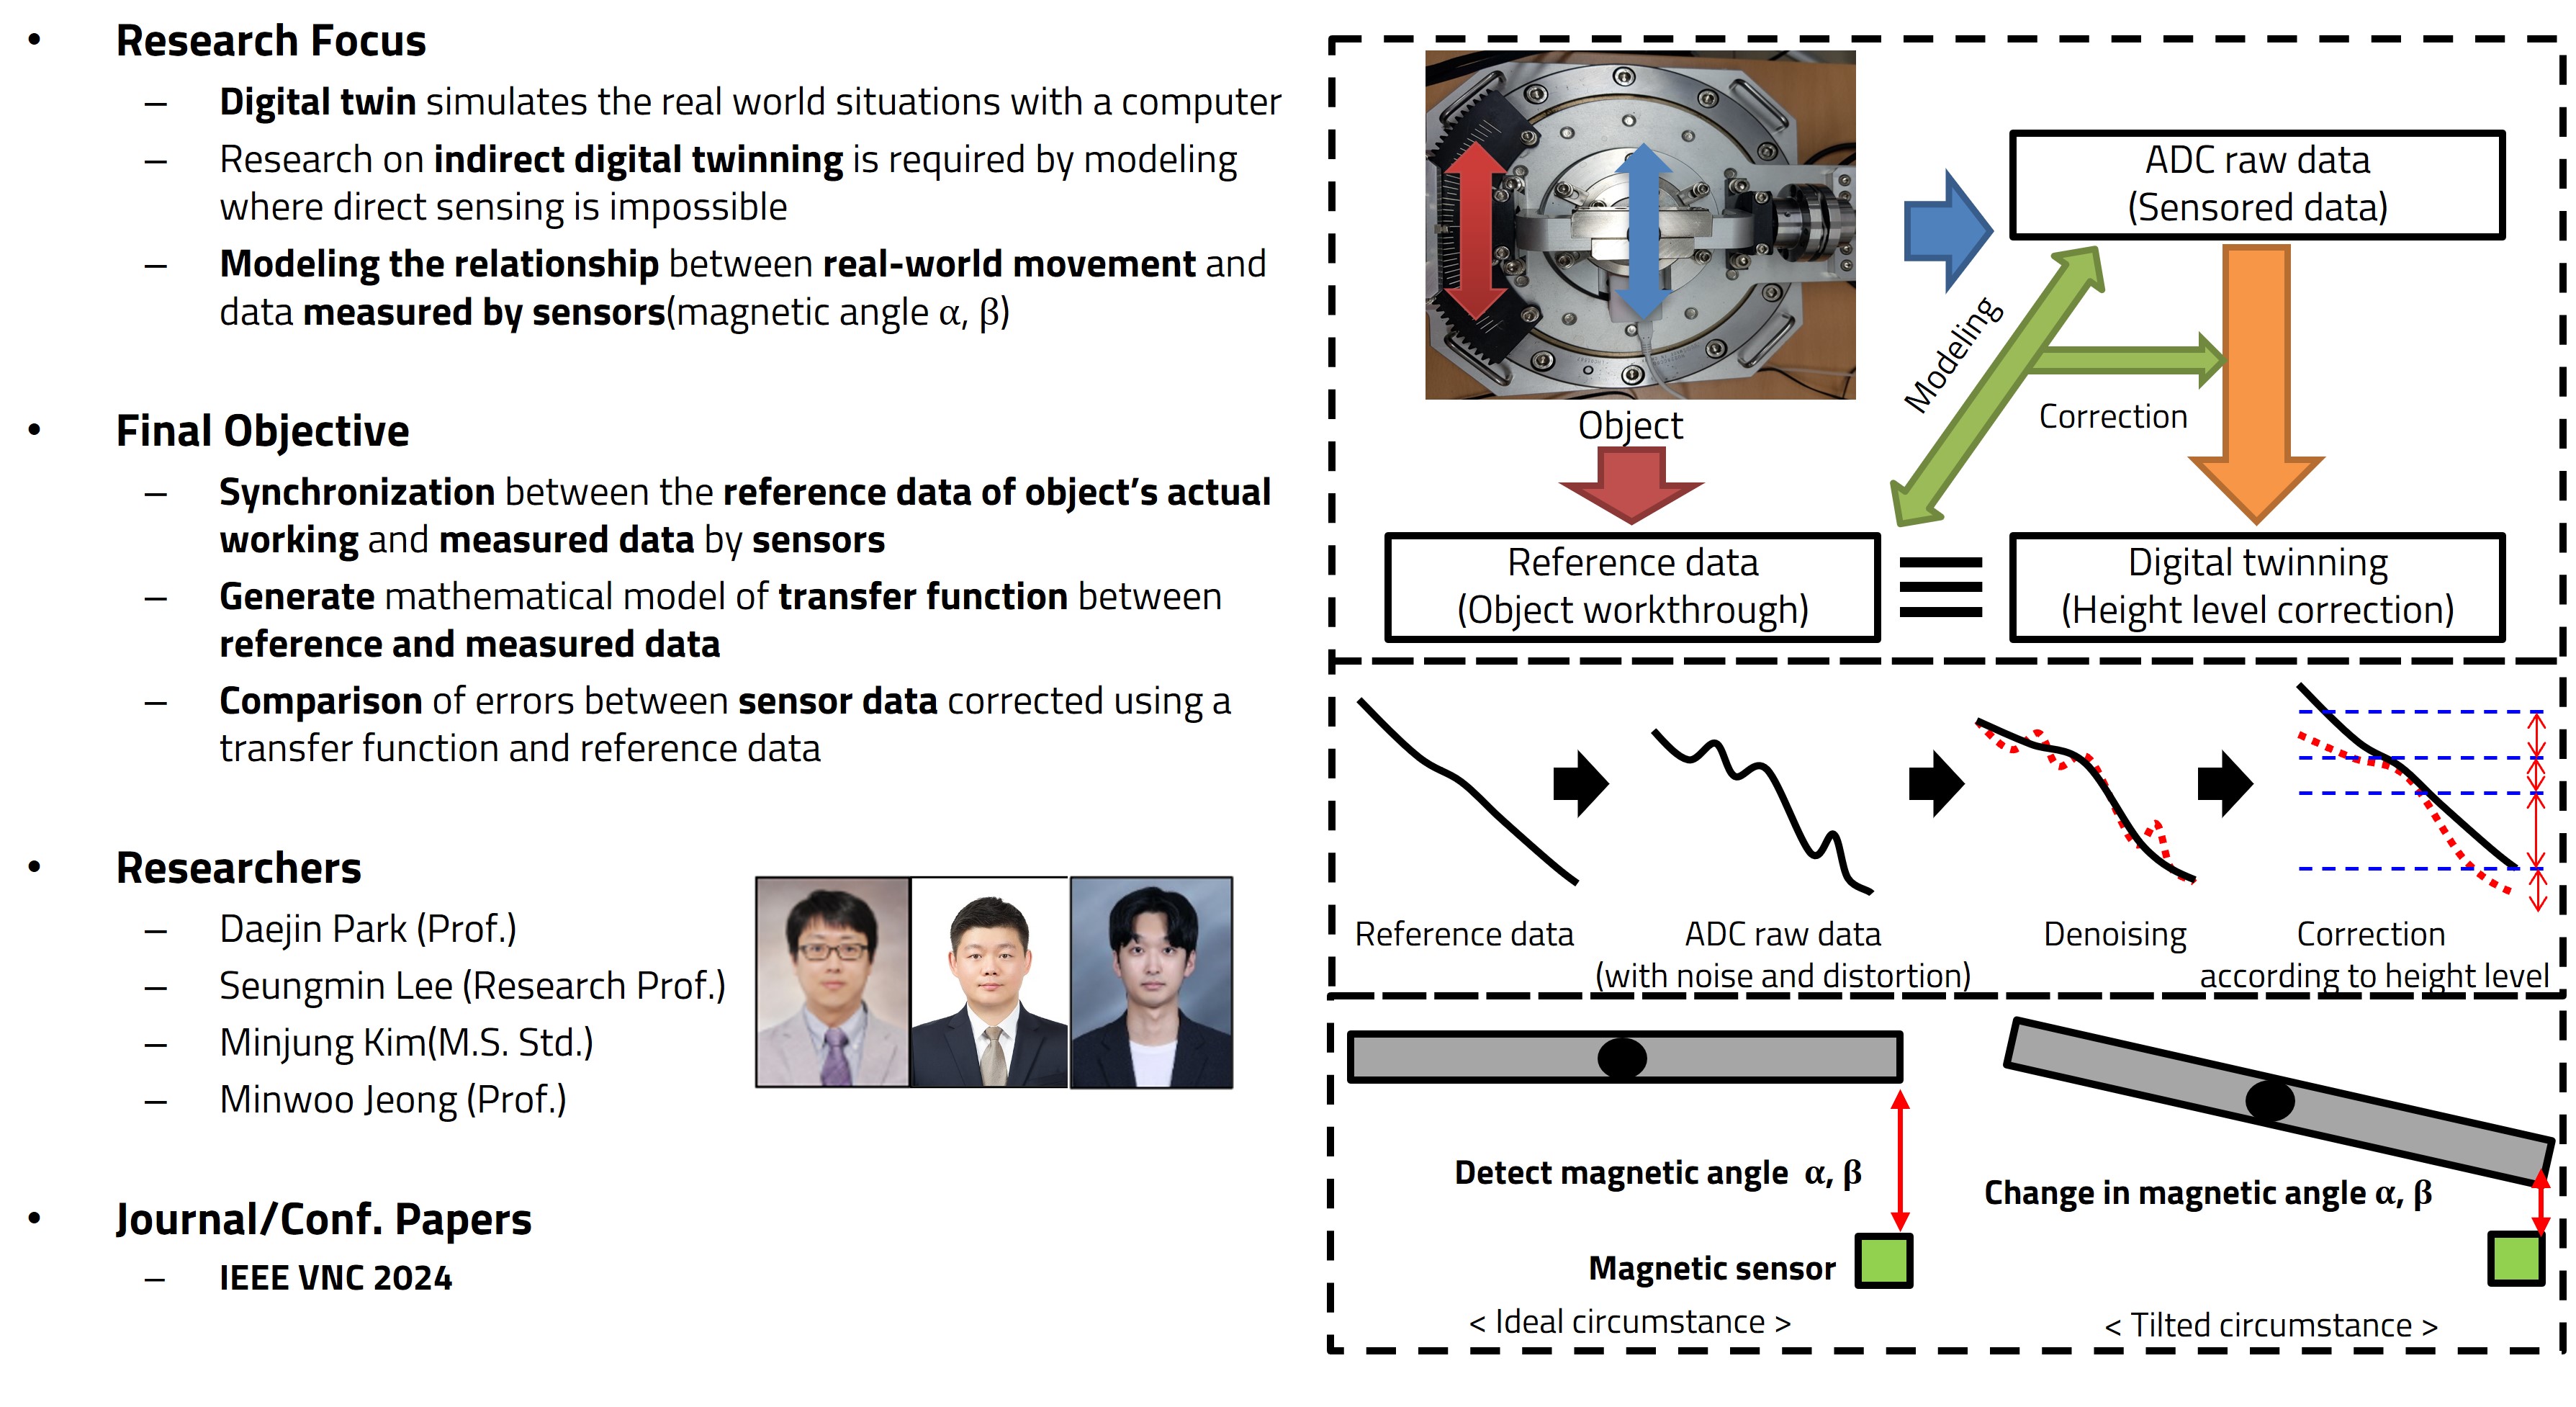 • Research Focus
– Digital twin simulates the real world situations with a computer
– Research on indirect digital twinning is required by modeling
where direct sensing is impossible
– Modeling the relationship between real-world movement and
data measured by sensors(magnetic angle α, β)
• Final Objective
– Synchronization between the reference data of object’s actual
working and measured data by sensors
– Generate mathematical model of transfer function between
reference and measured data
– Comparison of errors between sensor data corrected using a
transfer function and reference data
• Researchers
– Daejin Park (Prof.)
– Seungmin Lee (Research Prof.)
– Minjung Kim(M.S. Std.)
– Minwoo Jeong (Prof.)
• Journal/Conf. Papers
– IEEE VNC 2024
ADC raw data
(Sensored data)
Modeling
Correction
Object
Reference data
(Object workthrough)
Digital twinning
(Height level correction)
Reference data
ADC raw data
(with noise and distortion)
Denoising
Correction
according to height level
Detect magnetic angle α, β
Magnetic sensor
< Ideal circumstance >
Change in magnetic angle α, β
< Tilted circumstance >